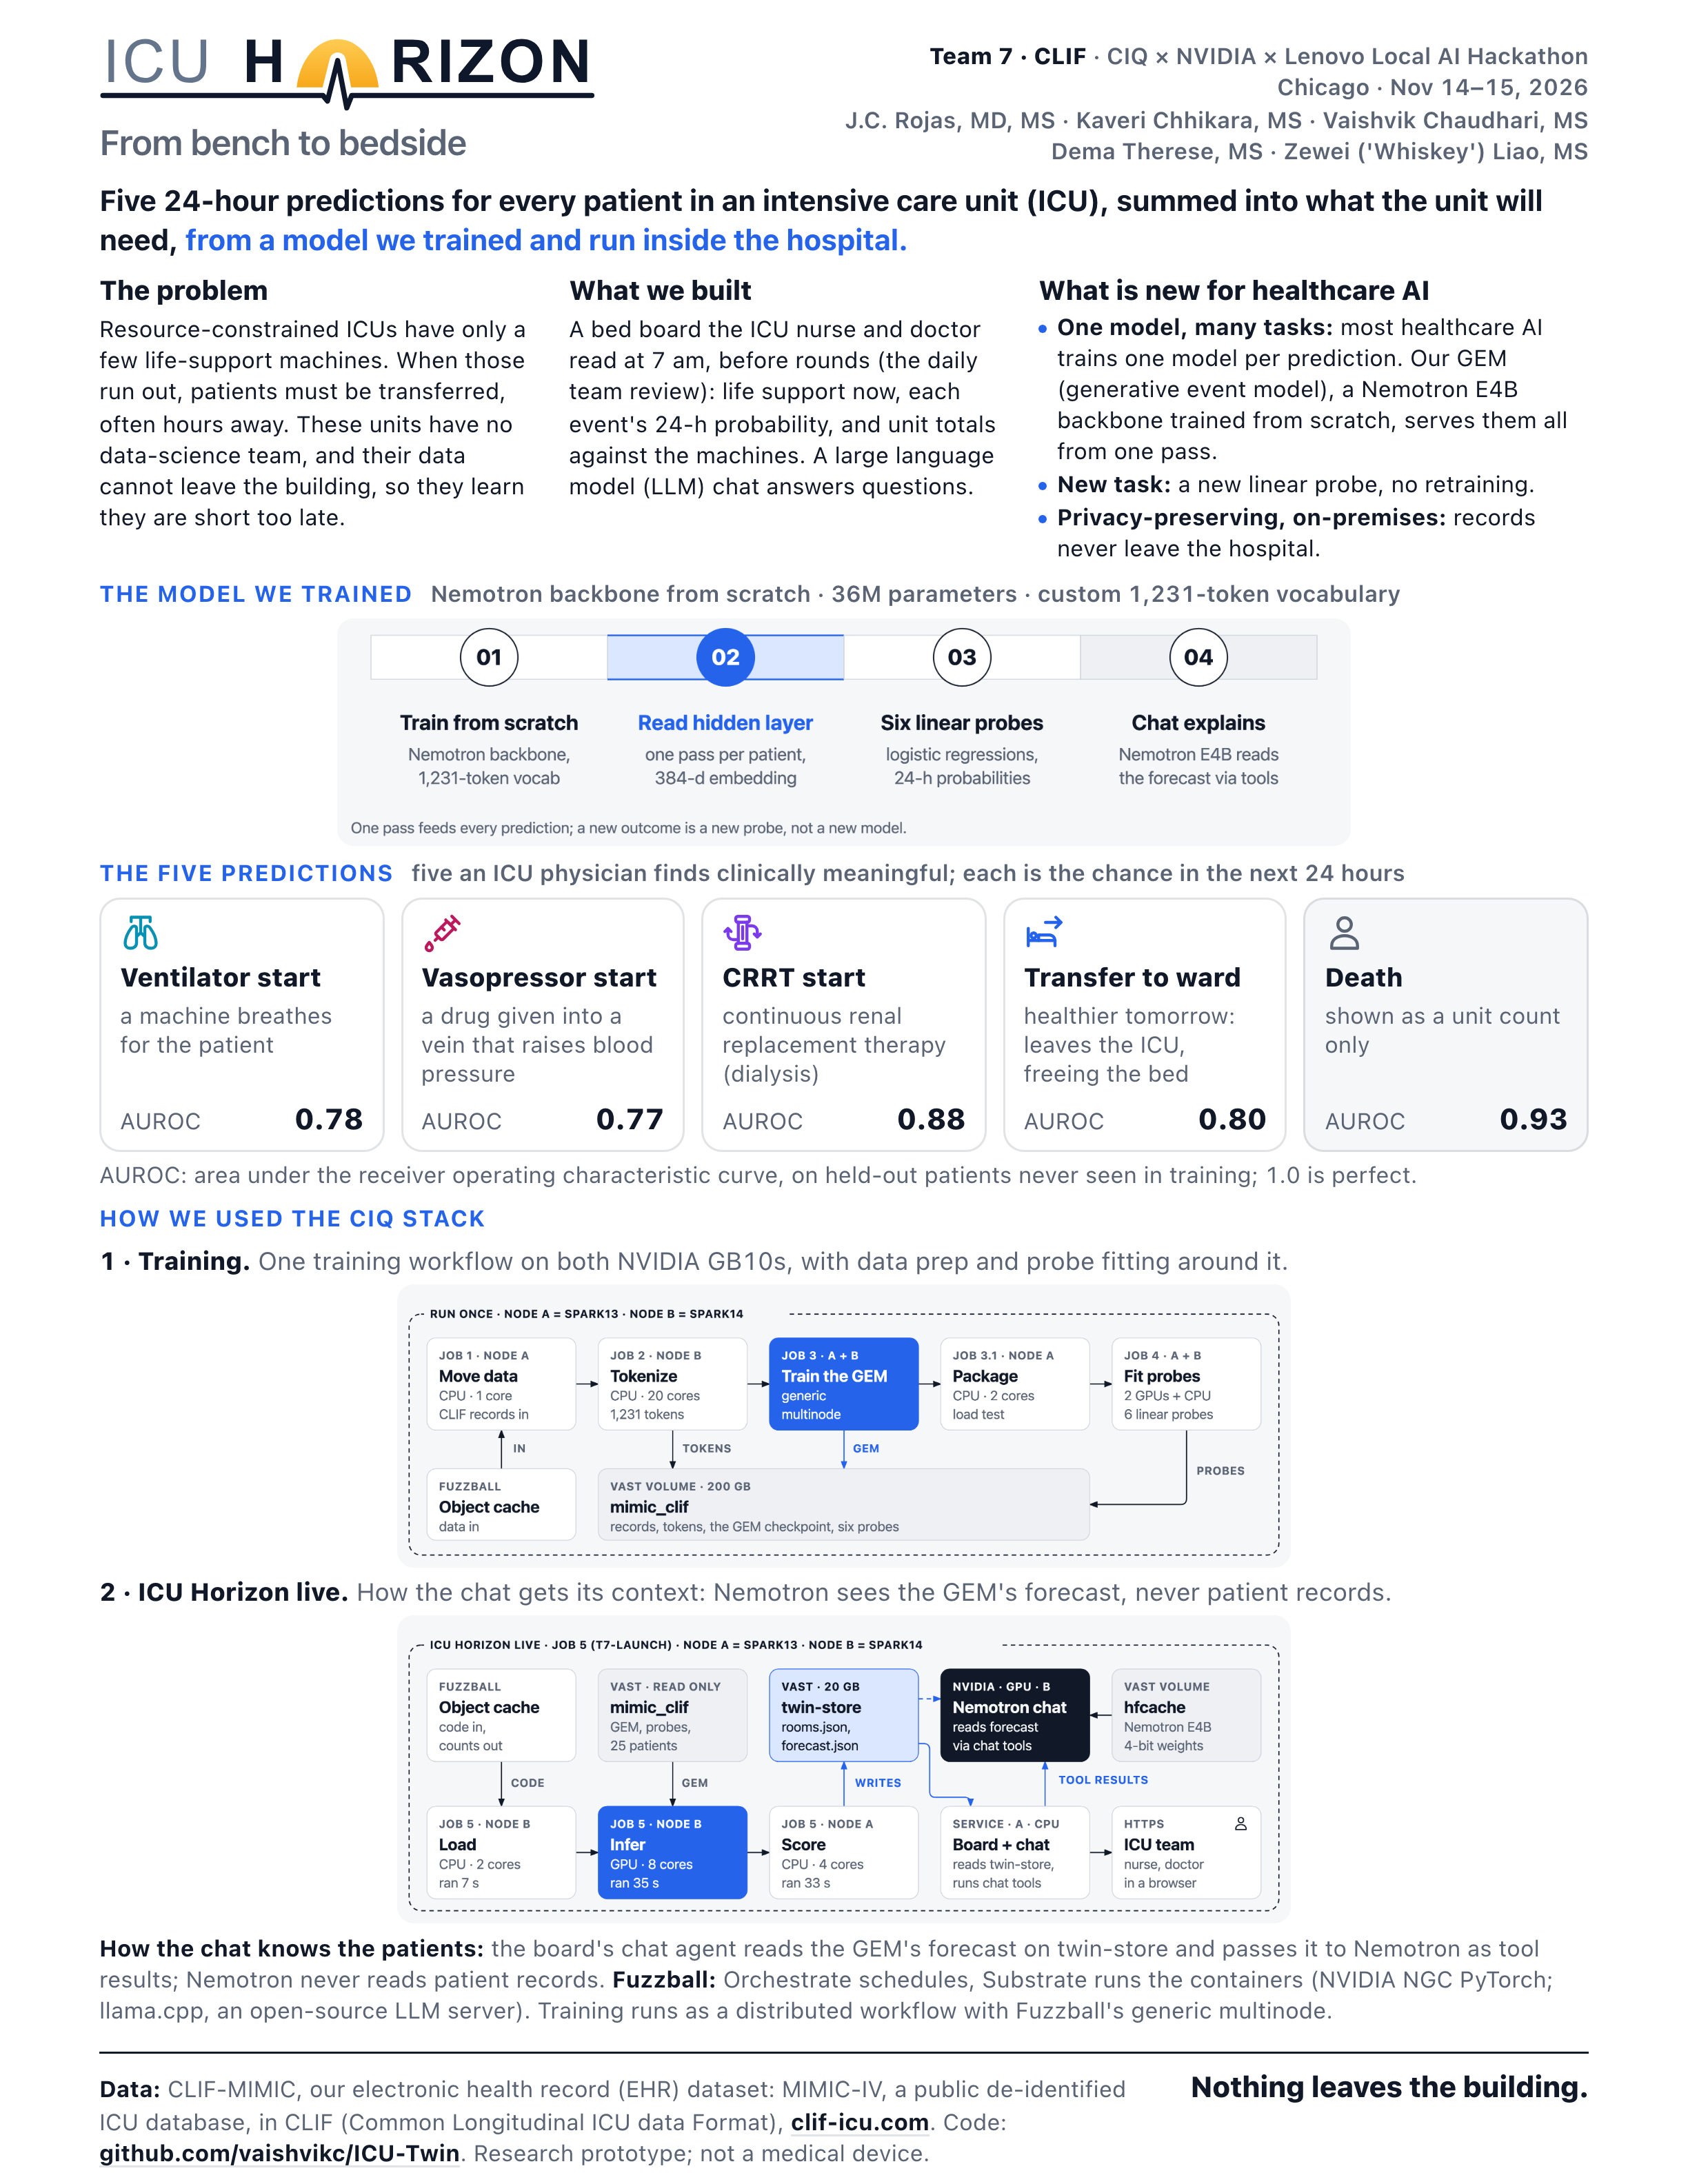 ICU HORIZON
From bench to bedside
Team 7 · CLIF · CIQ × NVIDIA × Lenovo Local AI Hackathon
Chicago · Nov 14–15, 2026
J.C. Rojas, MD, MS · Kaveri Chhikara, MS · Vaishvik Chaudhari, MS
Dema Therese, MS · Zewei ('Whiskey') Liao, MS
Five 24-hour predictions for every patient in an intensive care unit (ICU), summed into what the unit will
need, from a model we trained and run inside the hospital.
The problem
Resource-constrained ICUs have only a
few life-support machines. When those
run out, patients must be transferred,
often hours away. These units have no
data-science team, and their data
cannot leave the building, so they learn
they are short too late.
What we built
A bed board the ICU nurse and doctor
read at 7 am, before rounds (the daily
team review): life support now, each
event's 24-h probability, and unit totals
against the machines. A large language
model (LLM) chat answers questions.
What is new for healthcare AI
• One model, many tasks: most healthcare AI
trains one model per prediction. Our GEM
(generative event model), a Nemotron E4B
backbone trained from scratch, serves them all
from one pass.
• New task: a new linear probe, no retraining.
• Privacy-preserving, on-premises: records
never leave the hospital.
THE MODEL WE TRAINED Nemotron backbone from scratch · 36M parameters · custom 1,231-token vocabulary
01
Train from scratch
Nemotron backbone,
1,231-token vocab
02
Read hidden layer
one pass per patient,
384-d embedding
03
Six linear probes
logistic regressions,
24-h probabilities
04
Chat explains
Nemotron E4B reads
the forecast via tools
One pass feeds every prediction; a new outcome is a new probe, not a new model.
THE FIVE PREDICTIONS five an ICU physician finds clinically meaningful; each is the chance in the next 24 hours
Ventilator start
a machine breathes
for the patient
AUROC 0.78
Vasopressor start
a drug given into a
vein that raises blood
pressure
AUROC 0.77
CRRT start
continuous renal
replacement therapy
(dialysis)
AUROC 0.88
Transfer to ward
healthier tomorrow:
leaves the ICU,
freeing the bed
AUROC 0.80
Death
shown as a unit count
only
AUROC 0.93
AUROC: area under the receiver operating characteristic curve, on held-out patients never seen in training; 1.0 is perfect.
HOW WE USED THE CIQ STACK
1 · Training. One training workflow on both NVIDIA GB10s, with data prep and probe fitting around it.
RUN ONCE · NODE A = SPARK13 · NODE B = SPARK14
JOB 1 · NODE A
Move data
CPU · 1 core
CLIF records in
JOB 2 · NODE B
Tokenize
CPU · 20 cores
1,231 tokens
JOB 3 · A + B
Train the GEM
generic
multinode
JOB 3.1 · NODE A
Package
CPU · 2 cores
load test
JOB 4 · A + B
Fit probes
2 GPUs + CPU
6 linear probes
IN
TOKENS
GEM
PROBES
FUZZBALL
Object cache
data in
VAST VOLUME · 200 GB
mimic_clif
records, tokens, the GEM checkpoint, six probes
2 · ICU Horizon live. How the chat gets its context: Nemotron sees the GEM's forecast, never patient records.
ICU HORIZON LIVE · JOB 5 (T7-LAUNCH) · NODE A = SPARK13 · NODE B = SPARK14
FUZZBALL
Object cache
code in,
counts out
VAST · READ ONLY
mimic_clif
GEM, probes,
25 patients
VAST · 20 GB
twin-store
rooms.json,
forecast.json
NVIDIA · GPU · B
Nemotron chat
reads forecast
via chat tools
VAST VOLUME
hfcache
Nemotron E4B
4-bit weights
CODE
GEM
WRITES
TOOL RESULTS
JOB 5 · NODE B
Load
CPU · 2 cores
ran 7 s
JOB 5 · NODE B
Infer
GPU · 8 cores
ran 35 s
JOB 5 · NODE A
Score
CPU · 4 cores
ran 33 s
SERVICE · A · CPU
Board + chat
reads twin-store,
runs chat tools
HTTPS
ICU team
nurse, doctor
in a browser
How the chat knows the patients: the board's chat agent reads the GEM's forecast on twin-store and passes it to Nemotron as tool
results; Nemotron never reads patient records. Fuzzball: Orchestrate schedules, Substrate runs the containers (NVIDIA NGC PyTorch;
llama.cpp, an open-source LLM server). Training runs as a distributed workflow with Fuzzball's generic multinode.
Data: CLIF-MIMIC, our electronic health record (EHR) dataset: MIMIC-IV, a public de-identified
ICU database, in CLIF (Common Longitudinal ICU data Format), clif-icu.com. Code:
github.com/vaishvikc/ICU-Twin. Research prototype; not a medical device.
Nothing leaves the building.